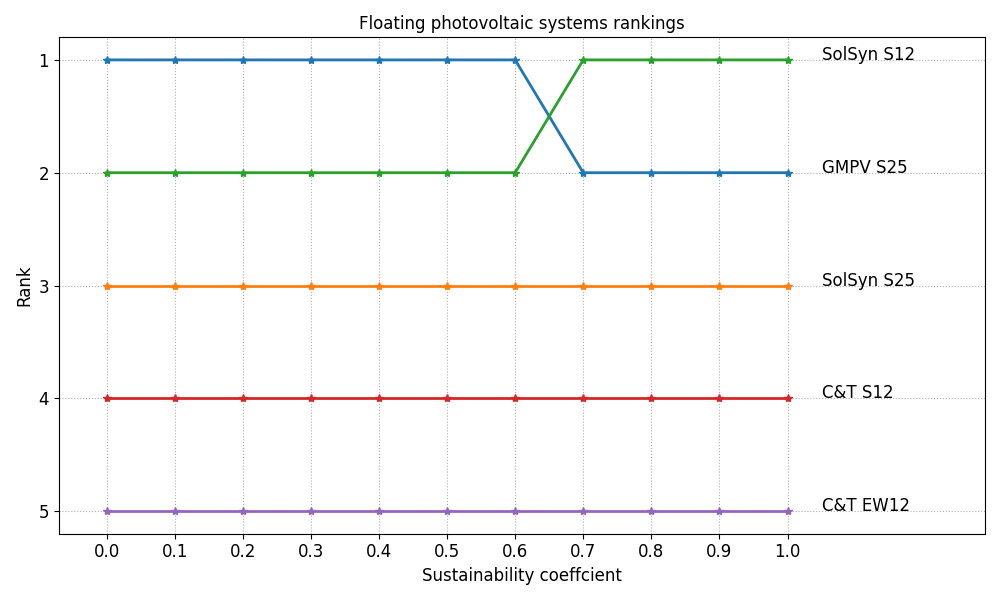 Floating photovoltaic systems rankings
1
SolSyn S12
2
GMPV S25
Rank
3
SolSyn S25
4
C&T S12
5
C&T EW12
0.0 0.1 0.2 0.3 0.4 0.5 0.6 0.7 0.8 0.9 1.0
Sustainability coeffcient